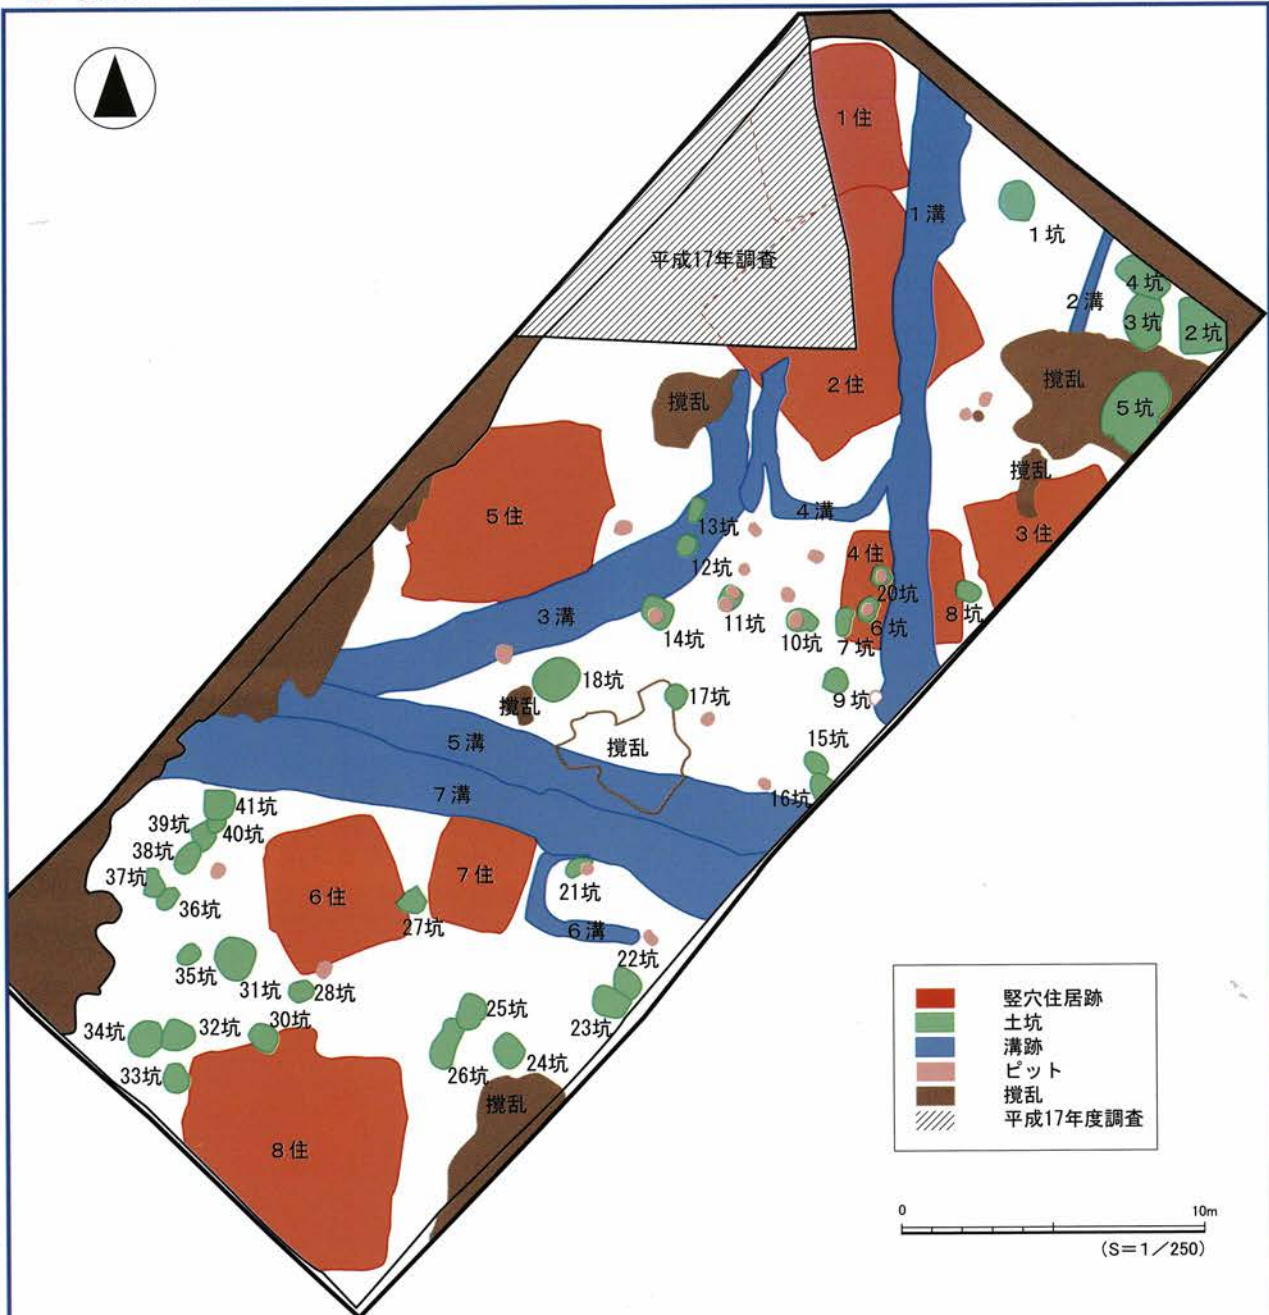 1住
1溝
1坑
平成17年調査
4坑
2溝
3坑
2坑
2住
撹乱
撹乱
5坑
撹乱
5住
4溝
3住
13坑
4住
12坑
20坑
3溝
11坑
6坑
8坑
14坑
10坑
7坑
18坑
17坑
9坑
撹乱
5溝
撹乱
15坑
7溝
16坑
41坑
39坑
40坑
38坑
37坑
7住
21坑
6住
36坑
27坑
6溝
22坑
35坑
31坑
28坑
25坑
23坑
30坑
34坑
32坑
24坑
33坑
26坑
撹乱
8住
竪穴住居跡
土坑
溝跡
ピット
撹乱
平成17年度調査
0 10m
(S=1/250)